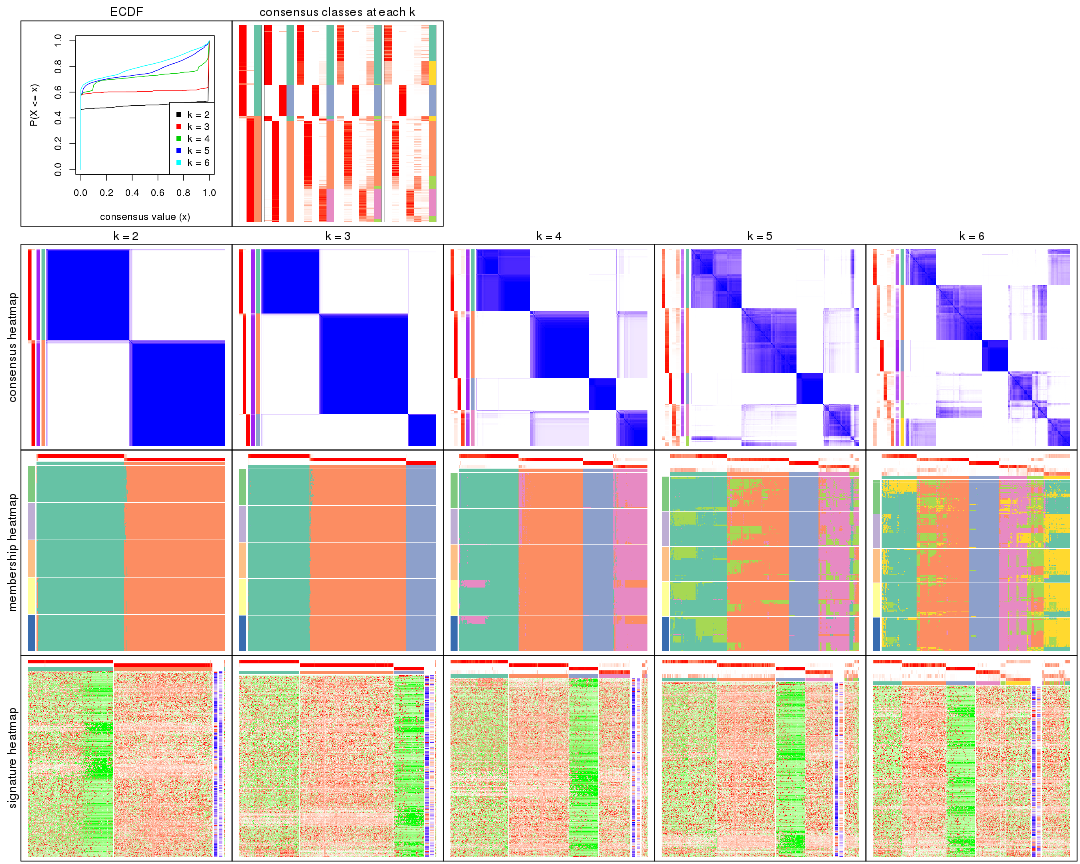 ECDF
consensus classes at each k
P(X <= x)
0.0 0.2 0.4 0.6 0.8 1.0
k = 2
k = 3
k = 4
k = 5
k = 6
0.0 0.2 0.4 0.6 0.8 1.0
consensus value (x)
k = 2
k = 3
k = 4
k = 5
k = 6
consensus heatmap
membership heatmap
signature heatmap